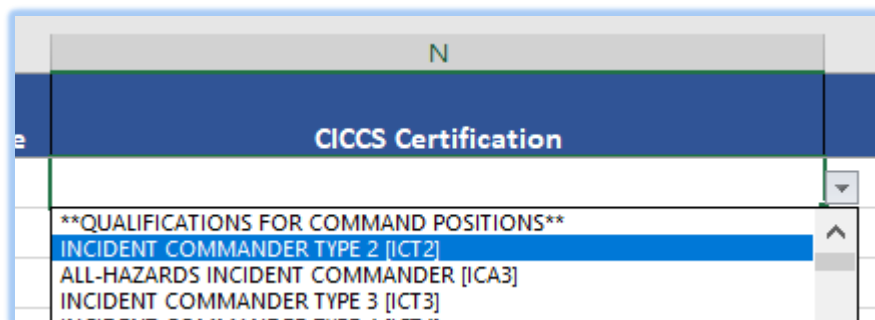 N
e
CICCS Certification
**QUALIFICATIONS FOR COMMAND POSITIONS**
INCIDENT COMMANDER TYPE 2 [ICT2]
ALL-HAZARDS INCIDENT COMMANDER [ICA3]
INCIDENT COMMANDER TYPE 3 [ICT3]